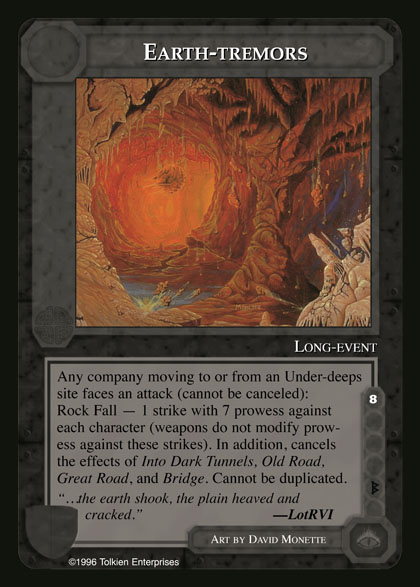 EARTH-TREMORS
LONG-EVENT
Any company moving to or from an Under-deeps
site faces an attack (cannot be canceled):
Rock Fall — 1 strike with 7 prowess against
each character (weapons do not modify prow-
ess against these strikes). In addition, cancels
the effects of Into Dark Tunnels, Old Road,
Great Road, and Bridge. Cannot be duplicated.
“…the earth shook, the plain heaved and
cracked.” —LotRVI
8
ART BY DAVID MONETTE
©1996 Tolkien Enterprises